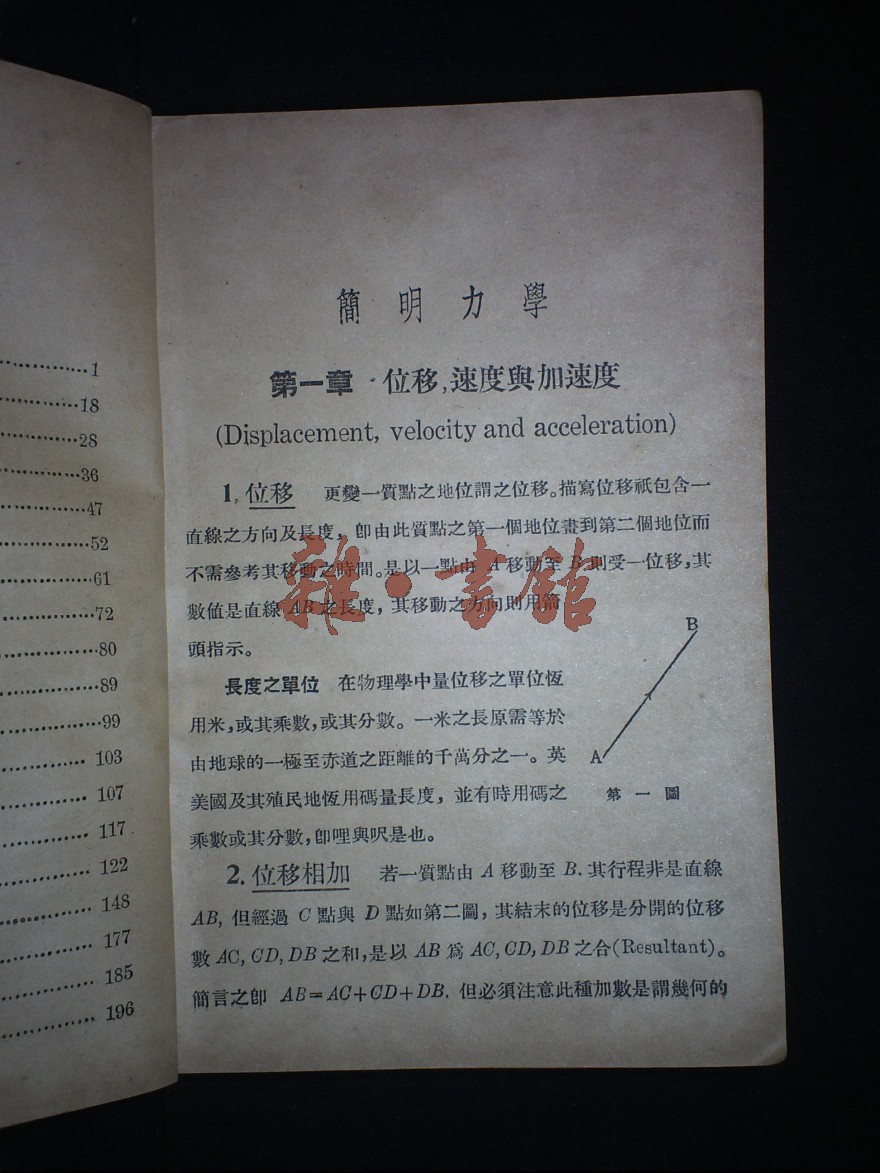 1
18
28
36
47
52
61
72
80
89
99
103
107
117
122
148
177
185
196
簡明力學
第一章 · 位移,速度與加速度
(Displacement, velocity and acceleration)
1. 位移 更變一質點之地位謂之位移。描寫位移祇包含一
直線之方向及長度,卽由此質點之第一個地位畫到第二個地位而
不需參考其移動之時間。是以一點由 A 移動至 B 則受一位移,其
數值是直線 AB 之長度,其移動之方向則用箭
頭指示。
B
A
第一圖
長度之單位 在物理學中量位移之單位恆
用米,或其乘數,或其分數。一米之長原需等於
由地球的一極至赤道之距離的千萬分之一。英
美國及其殖民地恆用碼量長度,並有時用碼之
乘數或其分數,卽哩與呎是也。
2. 位移相加 若一質點由 A 移動至 B. 其行程非是直線
AB, 但經過 C 點與 D 點如第二圖,其結末的位移是分開的位移
數 AC, CD, DB 之和,是以 AB 爲 AC, CD, DB 之合(Resultant)。
簡言之卽 AB=AC+CD+DB. 但必須注意此種加數是謂幾何的
雜·書館